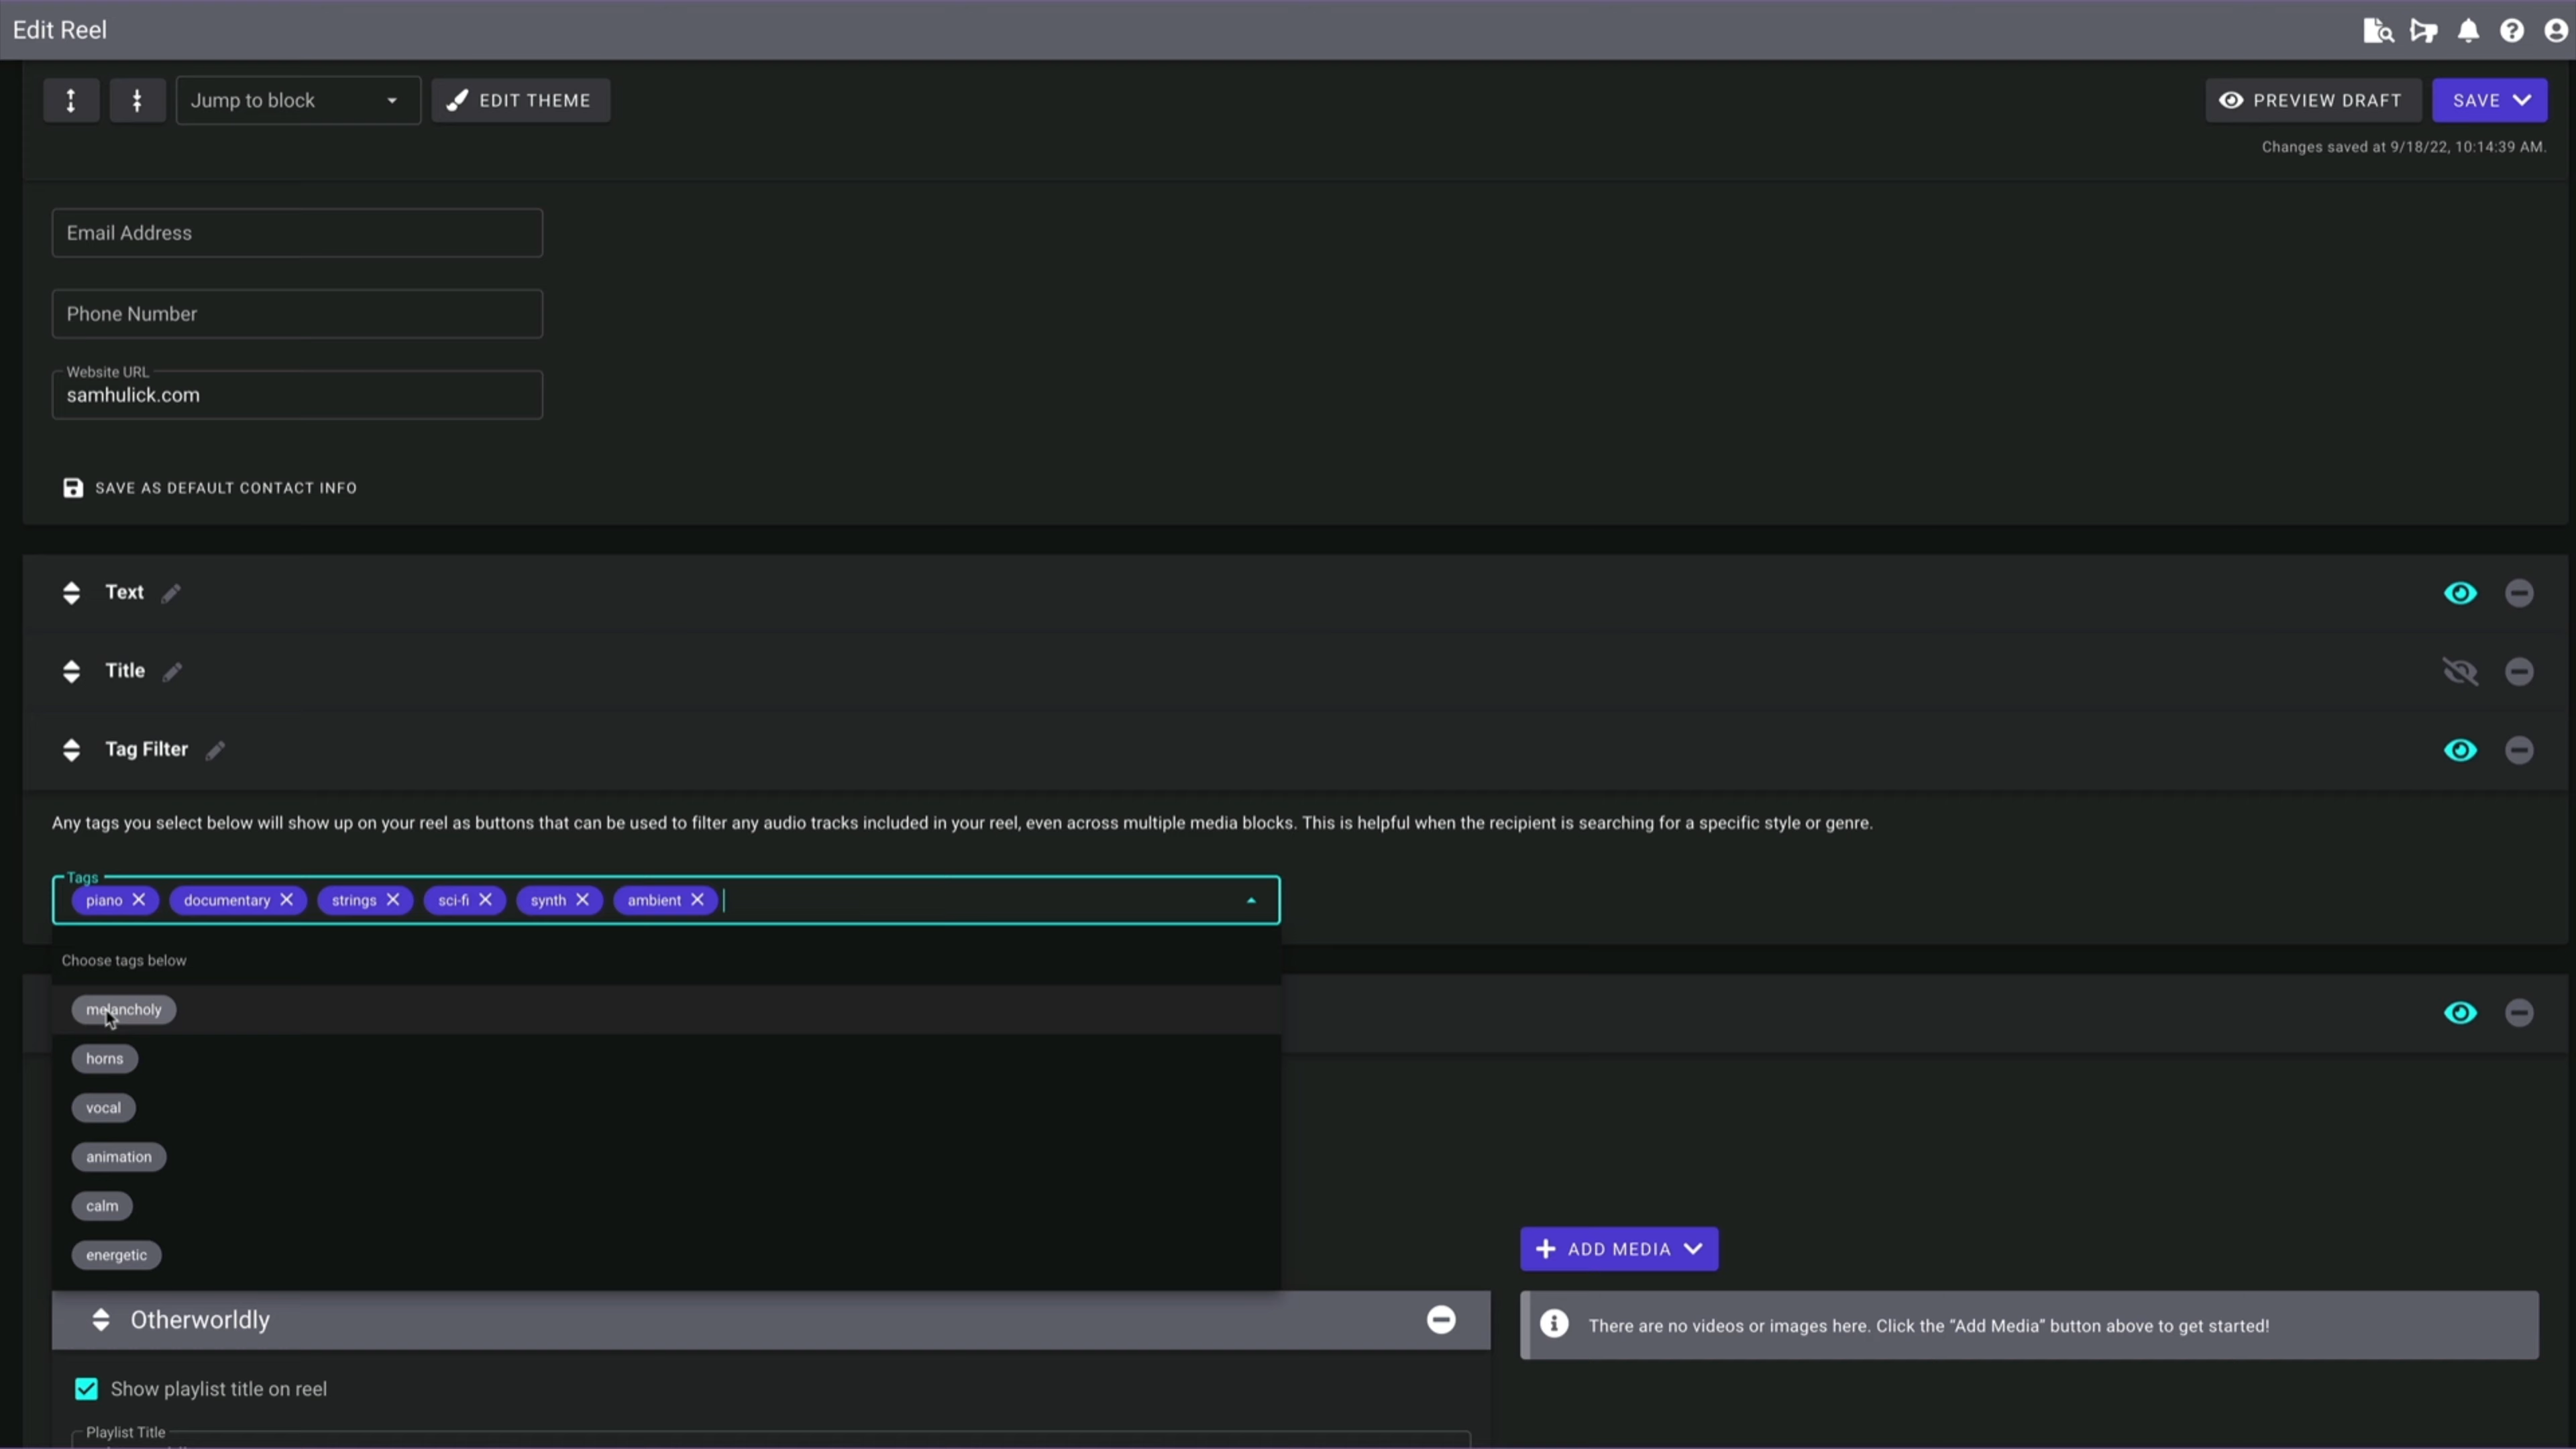 Edit Reel
Jump to block
EDIT THEME
PREVIEW DRAFT
SAVE
Changes saved at 9/18/22, 10:14:39 AM.
Email Address
Phone Number
Website URL
samhulick.com
SAVE AS DEFAULT CONTACT INFO
Text
Title
Tag Filter
Any tags you select below will show up on your reel as buttons that can be used to filter any audio tracks included in your reel, even across multiple media blocks. This is helpful when the recipient is searching for a specific style or genre.
Tags
piano documentary strings sci-fi synth ambient
Choose tags below
melancholy
horns
vocal
animation
calm
energetic
ADD MEDIA
Otherworldly
There are no videos or images here. Click the “Add Media” button above to get started!
Show playlist title on reel
Playlist Title